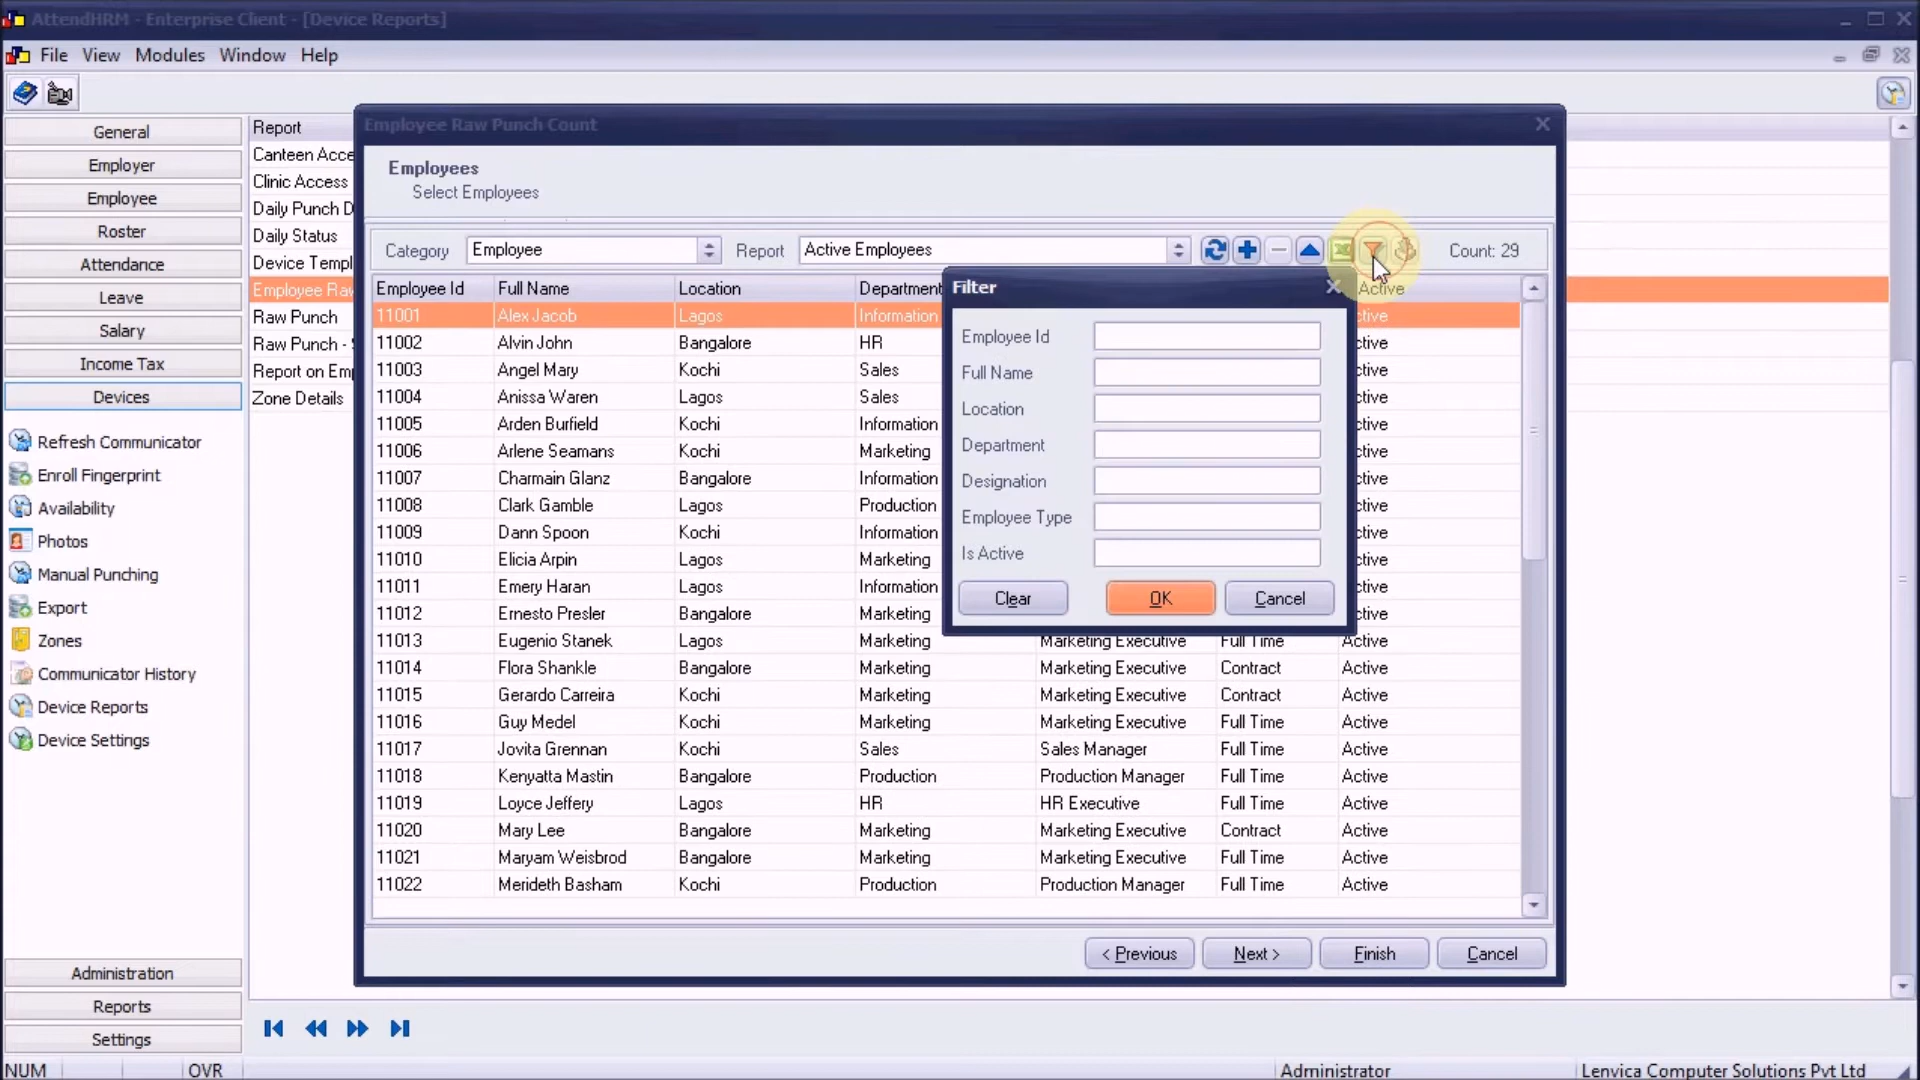 AttendHRM - Enterprise Client - [Device Reports]
File View Modules Window Help
General
Employer
Employee
Roster
Attendance
Leave
Salary
Income Tax
Devices
Refresh Communicator
Enroll Fingerprint
Availability
Photos
Manual Punching
Export
Zones
Communicator History
Device Reports
Device Settings
Administration
Reports
Settings
Report
Canteen Acce
Clinic Access
Daily Punch D
Daily Status
Device Templ
Employee Raw
Raw Punch
Raw Punch -
Report on Emp
Zone Details
Employee Raw Punch Count
Employees
Select Employees
Category Employee Report Active Employees Count: 29
Employee Id Full Name Location Department Active
11001 Alex Jacob Lagos Information ctive
11002 Alvin John Bangalore HR ctive
11003 Angel Mary Kochi Sales ctive
11004 Anissa Waren Lagos Sales ctive
11005 Arden Burfield Kochi Information ctive
11006 Arlene Seamans Kochi Marketing ctive
11007 Charmain Glanz Bangalore Information ctive
11008 Clark Gamble Lagos Production ctive
11009 Dann Spoon Kochi Information ctive
11010 Elicia Arpin Lagos Marketing ctive
11011 Emery Haran Lagos Information ctive
11012 Ernesto Presler Bangalore Marketing ctive
11013 Eugenio Stanek Lagos Marketing Marketing Executive Full Time Active
11014 Flora Shankle Bangalore Marketing Marketing Executive Contract Active
11015 Gerardo Carreira Kochi Marketing Marketing Executive Contract Active
11016 Guy Medel Kochi Marketing Marketing Executive Full Time Active
11017 Jovita Grennan Kochi Sales Sales Manager Full Time Active
11018 Kenyatta Mastin Bangalore Production Production Manager Full Time Active
11019 Loyce Jeffery Lagos HR HR Executive Full Time Active
11020 Mary Lee Bangalore Marketing Marketing Executive Contract Active
11021 Maryam Weisbrod Bangalore Marketing Marketing Executive Full Time Active
11022 Merideth Basham Kochi Production Production Manager Full Time Active
Filter
Employee Id
Full Name
Location
Department
Designation
Employee Type
Is Active
Clear OK Cancel
< Previous Next > Finish Cancel
NUM OVR Administrator Lenvica Computer Solutions Pvt Ltd